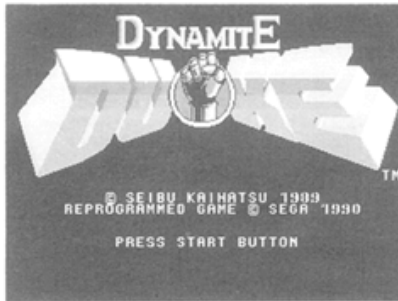 DYNAMITE
DUKE
TM
© SEIBU KAIHATSU 1989
REPROGRAMMED GAME © SEGA 1990
PRESS START BUTTON